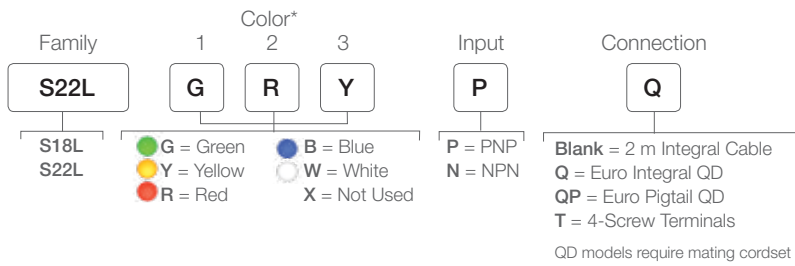 Color*
Family 1 2 3 Input Connection
S22L G R Y P Q
S18L
S22L
G = Green
Y = Yellow
R = Red
B = Blue
W = White
X = Not Used
P = PNP
N = NPN
Blank = 2 m Integral Cable
Q = Euro Integral QD
QP = Euro Pigtail QD
T = 4-Screw Terminals
QD models require mating cordset